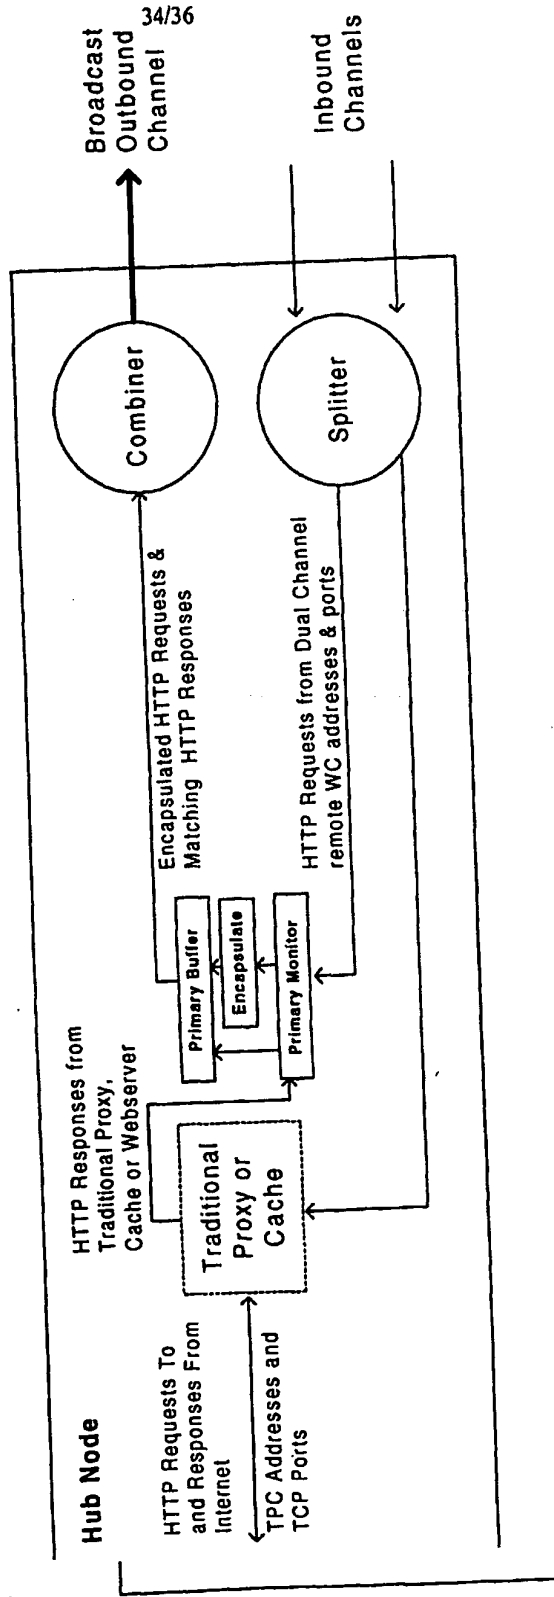 34/36
Hub Node
HTTP Requests To
and Responses From
Internet
TPC Addresses and
TCP Ports
HTTP Responses from
Traditional Proxy,
Cache or Webserver
Traditional
Proxy or
Cache
Primary Buffer
Encapsulate
Primary Monitor
Encapsulated HTTP Requests &
Matching HTTP Responses
HTTP Requests from Dual Channel
remote WC addresses & ports
Combiner
Splitter
Broadcast
Outbound
Channel
Inbound
Channels